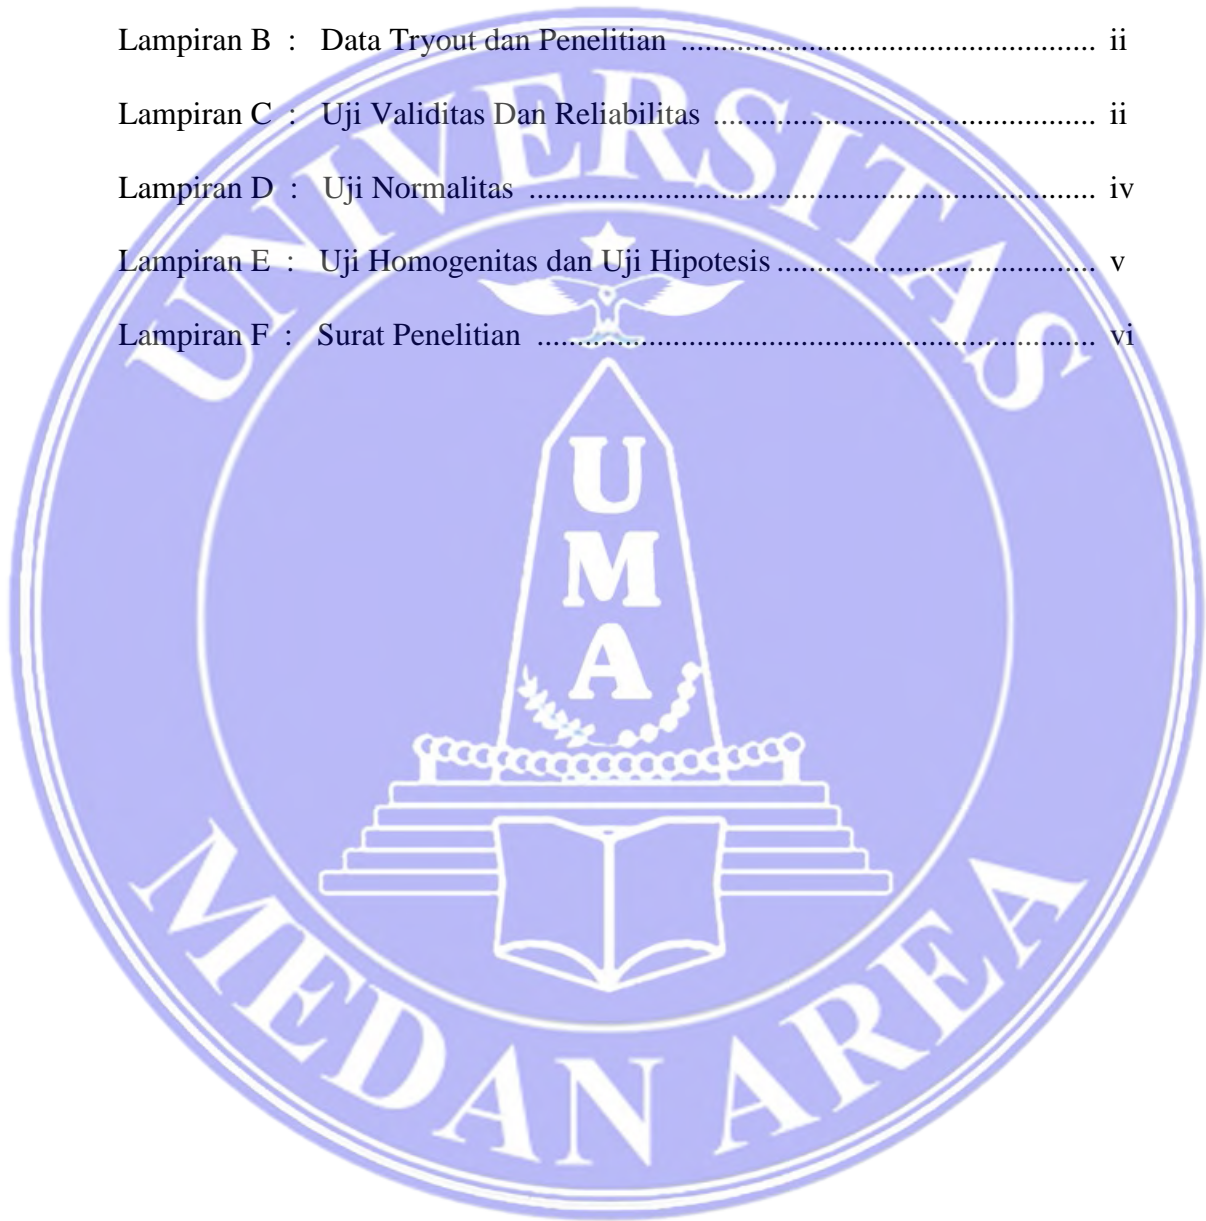 Lampiran B : Data Tryout dan Penelitian ............................................. ii
Lampiran C : Uji Validitas Dan Reliabilitas .......................................... ii
Lampiran D : Uji Normalitas .............................................................. iv
Lampiran E : Uji Homogenitas dan Uji Hipotesis ................................... v
Lampiran F : Surat Penelitian ............................................................. vi
UNIVERSITAS
U
M
A
MEDAN AREA